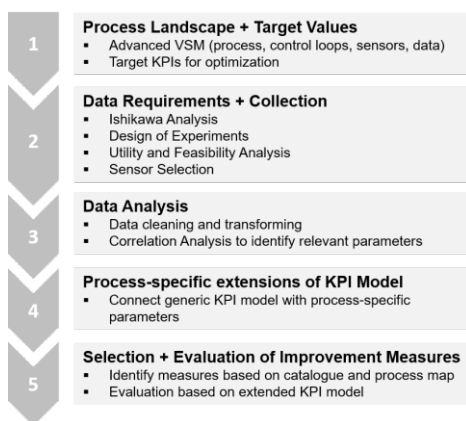 1
Process Landscape + Target Values
▪ Advanced VSM (process, control loops, sensors, data)
▪ Target KPIs for optimization
2
Data Requirements + Collection
▪ Ishikawa Analysis
▪ Design of Experiments
▪ Utility and Feasibility Analysis
▪ Sensor Selection
3
Data Analysis
▪ Data cleaning and transforming
▪ Correlation Analysis to identify relevant parameters
4
Process-specific extensions of KPI Model
▪ Connect generic KPI model with process-specific
parameters
5
Selection + Evaluation of Improvement Measures
▪ Identify measures based on catalogue and process map
▪ Evaluation based on extended KPI model